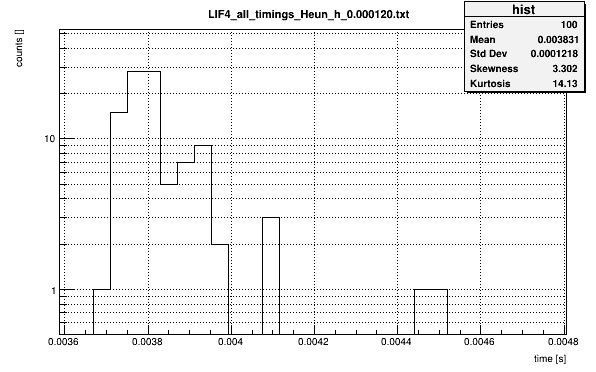 LIF4_all_timings_Heun_h_0.000120.txt
hist
Entries 100
Mean 0.003831
Std Dev 0.0001218
Skewness 3.302
Kurtosis 14.13
counts []
10
1
0.0036 0.0038 0.004 0.0042 0.0044 0.0046 0.0048
time [s]